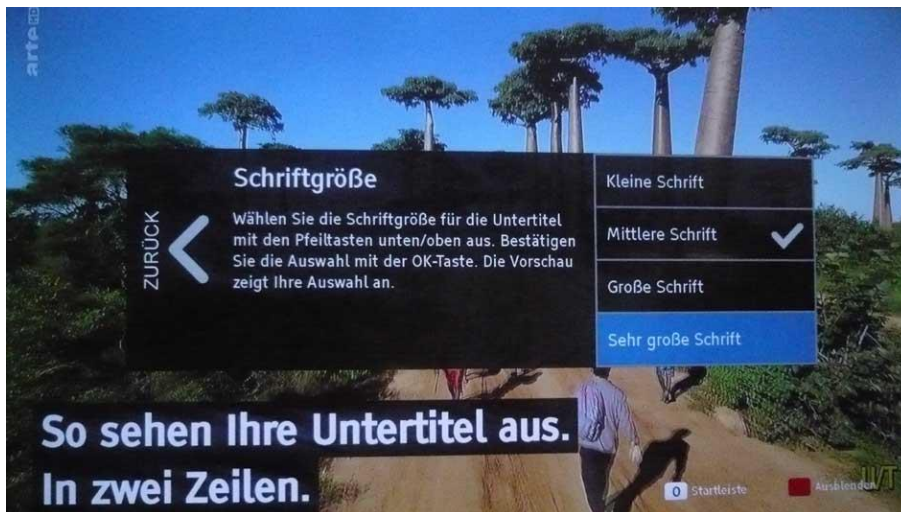 arte HD
Schriftgröße
Wählen Sie die Schriftgröße für die Untertitel
mit den Pfeiltasten unten/oben aus. Bestätigen
Sie die Auswahl mit der OK-Taste. Die Vorschau
zeigt Ihre Auswahl an.
ZURÜCK
Kleine Schrift
Mittlere Schrift
Große Schrift
Sehr große Schrift
So sehen Ihre Untertitel aus.
In zwei Zeilen.
0 Startleiste
Ausblenden